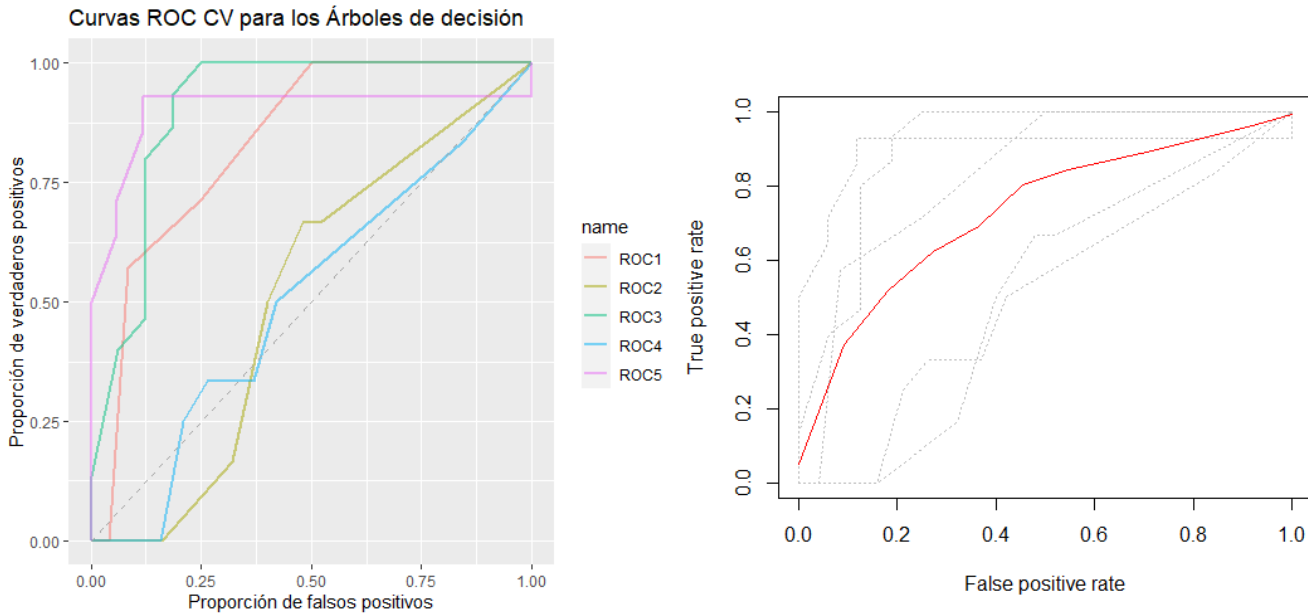 Curvas ROC CV para los Árboles de decisión
1.00
0.75
0.50
0.25
0.00
Proporción de verdaderos positivos
0.00 0.25 0.50 0.75 1.00
Proporción de falsos positivos
name
ROC1
ROC2
ROC3
ROC4
ROC5
True positive rate
1.0
0.8
0.6
0.4
0.2
0.0
0.0 0.2 0.4 0.6 0.8 1.0
False positive rate